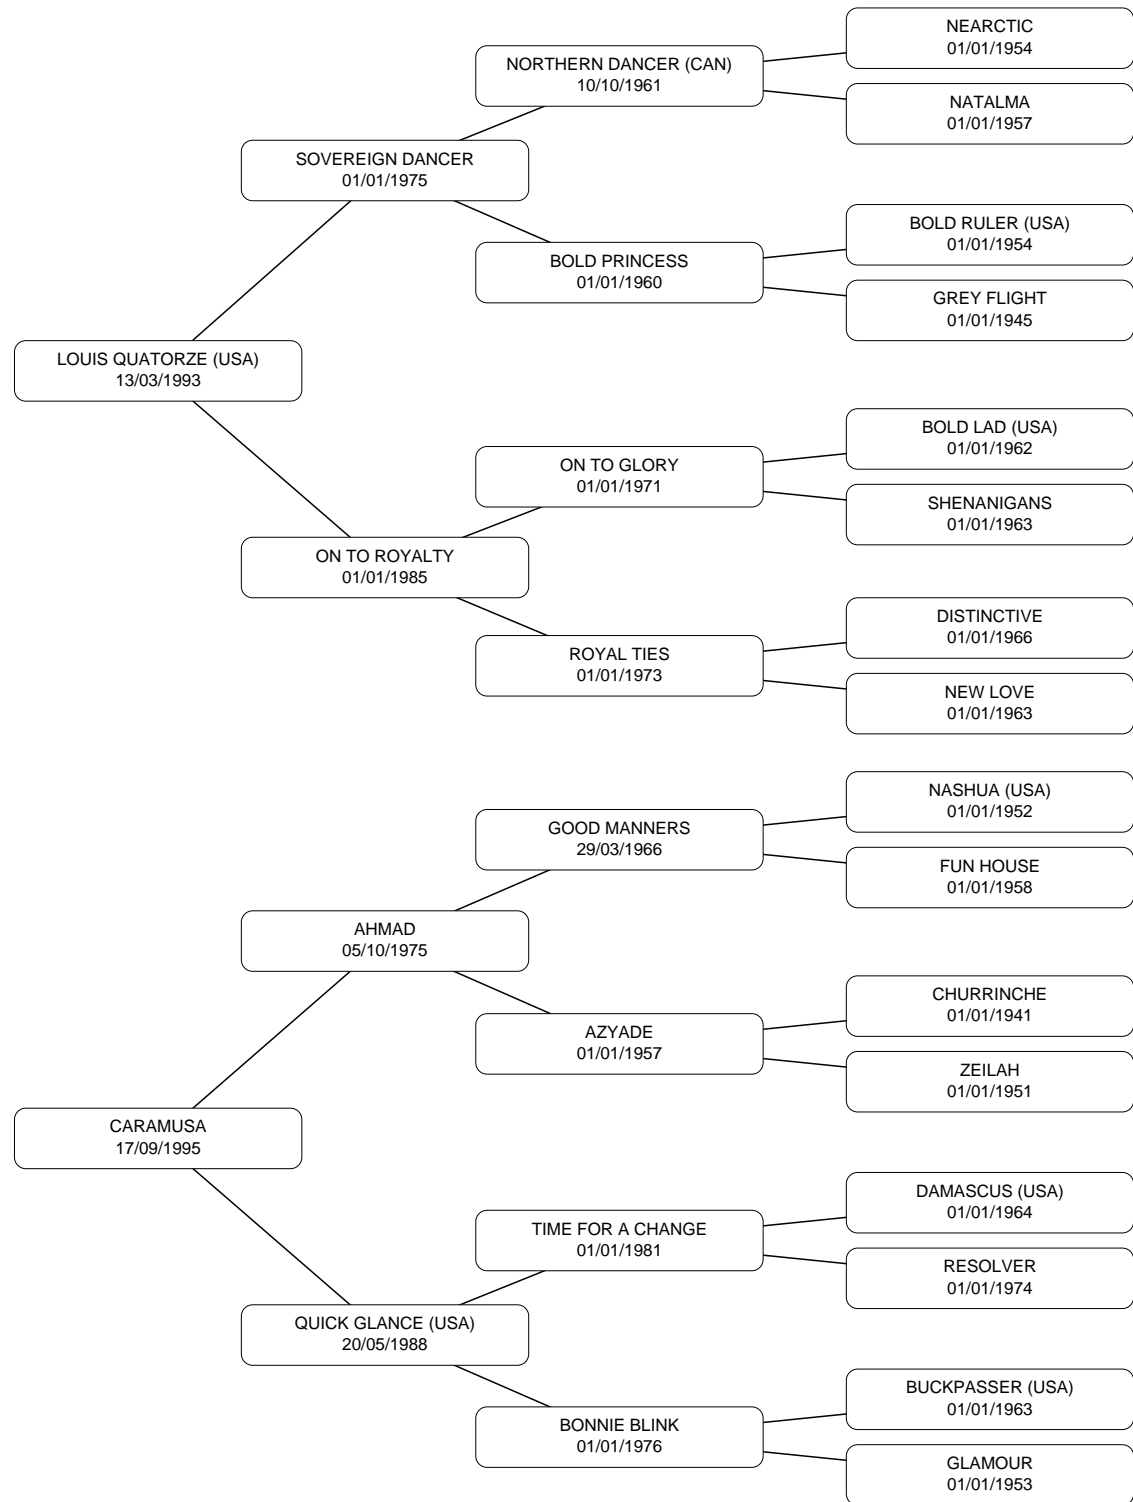 NEARCTIC
01/01/1954
NORTHERN DANCER (CAN)
10/10/1961
NATALMA
01/01/1957
SOVEREIGN DANCER
01/01/1975
BOLD RULER (USA)
01/01/1954
BOLD PRINCESS
01/01/1960
GREY FLIGHT
01/01/1945
LOUIS QUATORZE (USA)
13/03/1993
BOLD LAD (USA)
01/01/1962
ON TO GLORY
01/01/1971
SHENANIGANS
01/01/1963
ON TO ROYALTY
01/01/1985
DISTINCTIVE
01/01/1966
ROYAL TIES
01/01/1973
NEW LOVE
01/01/1963
NASHUA (USA)
01/01/1952
GOOD MANNERS
29/03/1966
FUN HOUSE
01/01/1958
AHMAD
05/10/1975
CHURRINCHE
01/01/1941
AZYADE
01/01/1957
ZEILAH
01/01/1951
CARAMUSA
17/09/1995
DAMASCUS (USA)
01/01/1964
TIME FOR A CHANGE
01/01/1981
RESOLVER
01/01/1974
QUICK GLANCE (USA)
20/05/1988
BUCKPASSER (USA)
01/01/1963
BONNIE BLINK
01/01/1976
GLAMOUR
01/01/1953